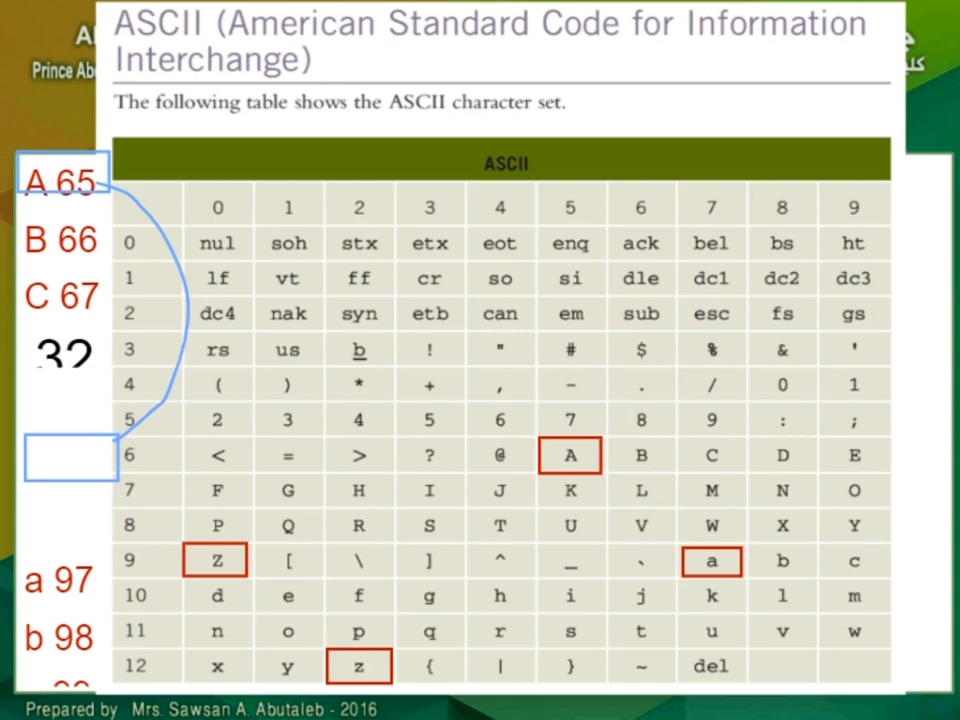 ASCII (American Standard Code for Information
Interchange)
Prince Ab
The following table shows the ASCII character set.
ASCII
0 1 2 3 4 5 6 7 8 9
0 nul soh stx etx eot enq ack bel bs ht
1 lf vt ff cr so si dle dc1 dc2 dc3
2 dc4 nak syn etb can em sub esc fs gs
3 rs us b ! " # $ % & '
4 ( ) * + , - . / 0 1
5 2 3 4 5 6 7 8 9 : ;
6 < = > ? @ A B C D E
7 F G H I J K L M N O
8 P Q R S T U V W X Y
9 Z [ \ ] ^ _ ` a b c
10 d e f g h i j k l m
11 n o p q r s t u v w
12 x y z { | } ~ del
A 65
B 66
C 67
32
a 97
b 98
Prepared by Mrs. Sawsan A. Abutaleb - 2016